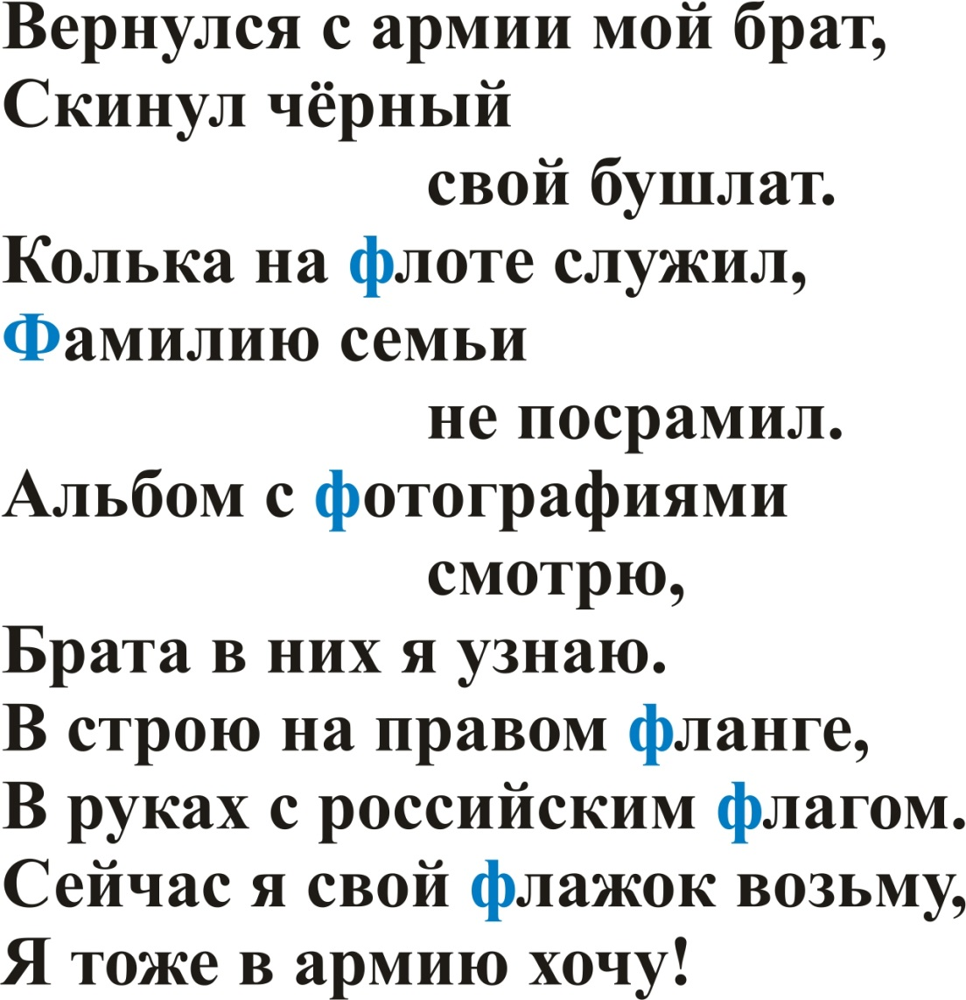 Вернулся с армии мой брат,
Скинул чёрный
свой бушлат.
Колька на флоте служил,
Фамилию семьи
не посрамил.
Альбом с фотографиями
смотрю,
Брата в них я узнаю.
В строю на правом фланге,
В руках с российским флагом.
Сейчас я свой флажок возьму,
Я тоже в армию хочу!